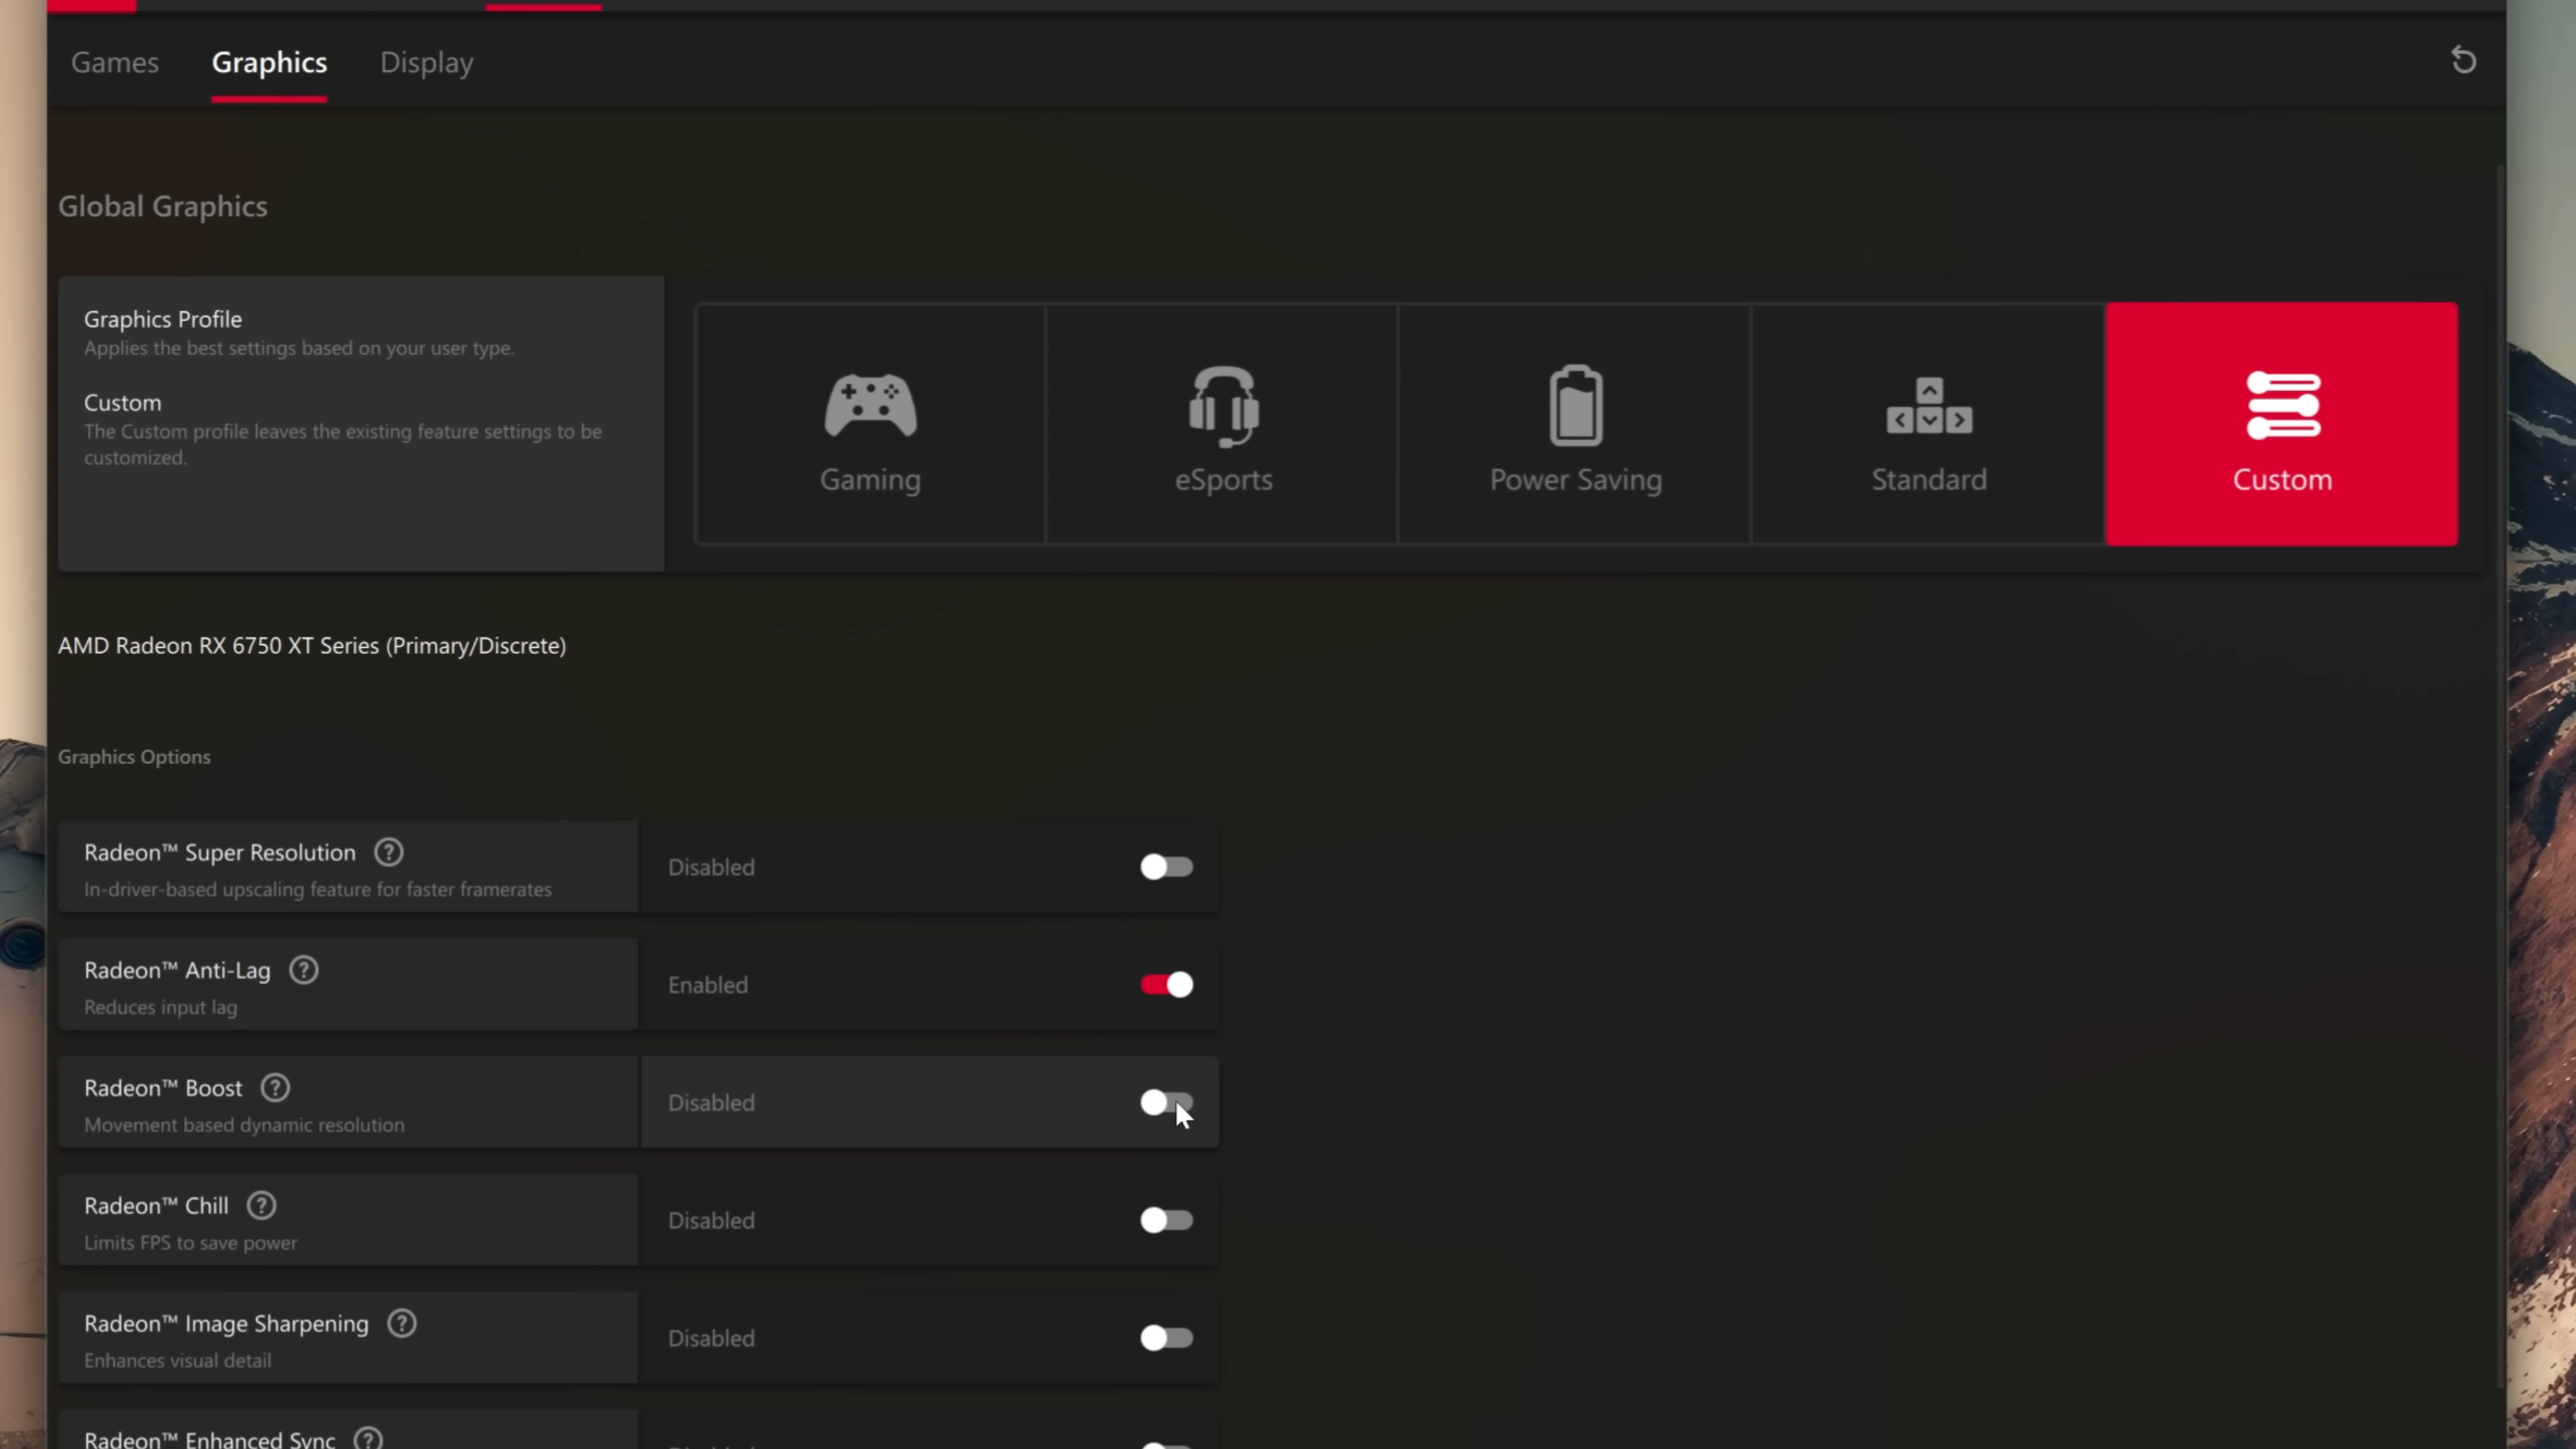 Games
Graphics
Display
Global Graphics
Graphics Profile
Applies the best settings based on your user type.
Custom
The Custom profile leaves the existing feature settings to be
customized.
Gaming
eSports
Power Saving
Standard
Custom
AMD Radeon RX 6750 XT Series (Primary/Discrete)
Graphics Options
Radeon™ Super Resolution
In-driver-based upscaling feature for faster framerates
Disabled
Radeon™ Anti-Lag
Reduces input lag
Enabled
Radeon™ Boost
Movement based dynamic resolution
Disabled
Radeon™ Chill
Limits FPS to save power
Disabled
Radeon™ Image Sharpening
Enhances visual detail
Disabled
Radeon™ Enhanced Sync